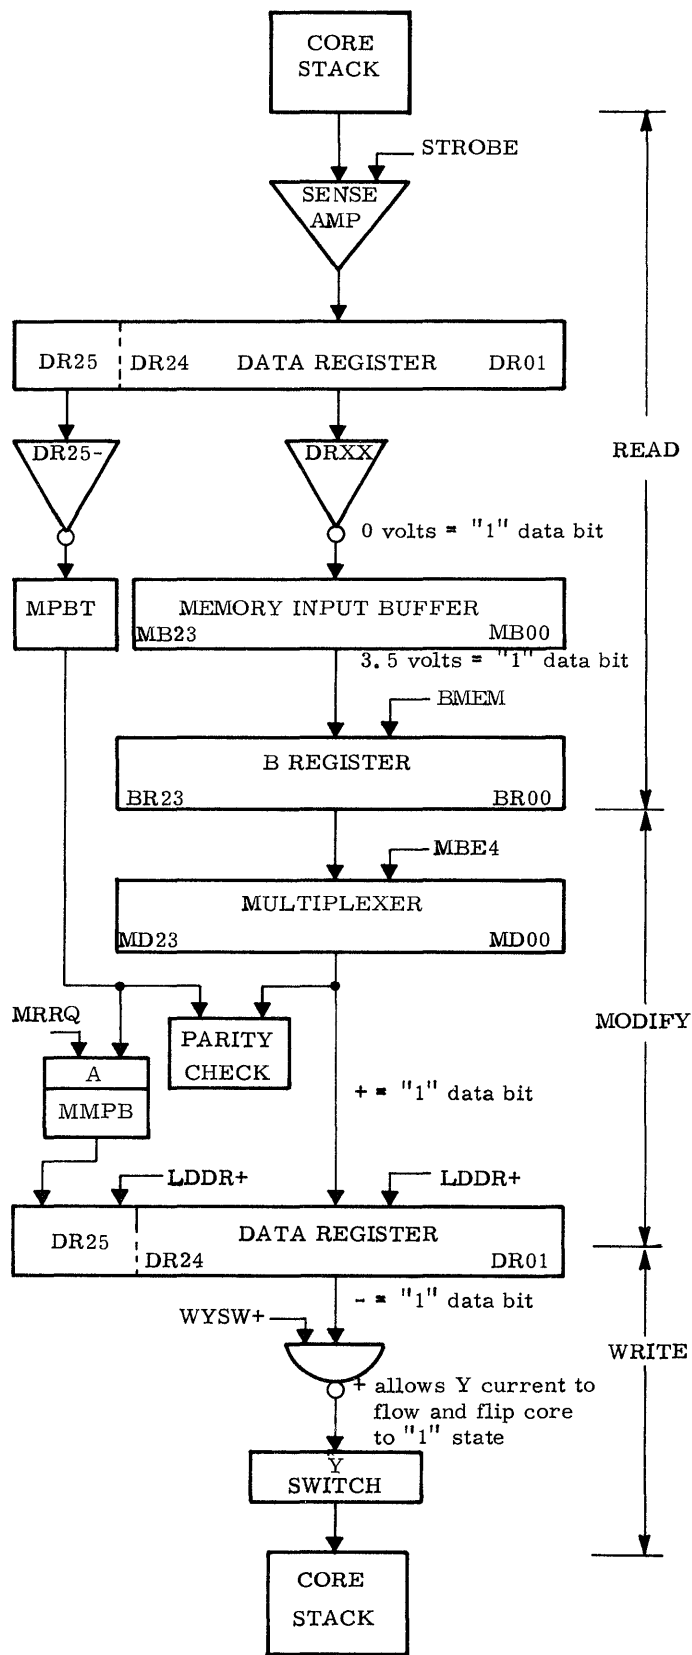 CORE
STACK
STROBE
SENSE
AMP
DR25 DR24 DATA REGISTER DR01
DR25- DRXX
READ
0 volts = "1" data bit
MPBT MEMORY INPUT BUFFER
MB23 MB00
3.5 volts = "1" data bit
BMEM
B REGISTER
BR23 BR00
MBE4
MULTIPLEXER
MD23 MD00
MRRQ
PARITY
CHECK
MODIFY
A
MMPB
+ = "1" data bit
LDDR+ LDDR+
DR25 DATA REGISTER
DR24 DR01
- = "1" data bit
WYSW+
WRITE
+ allows Y current to
flow and flip core
to "1" state
Y
SWITCH
CORE
STACK